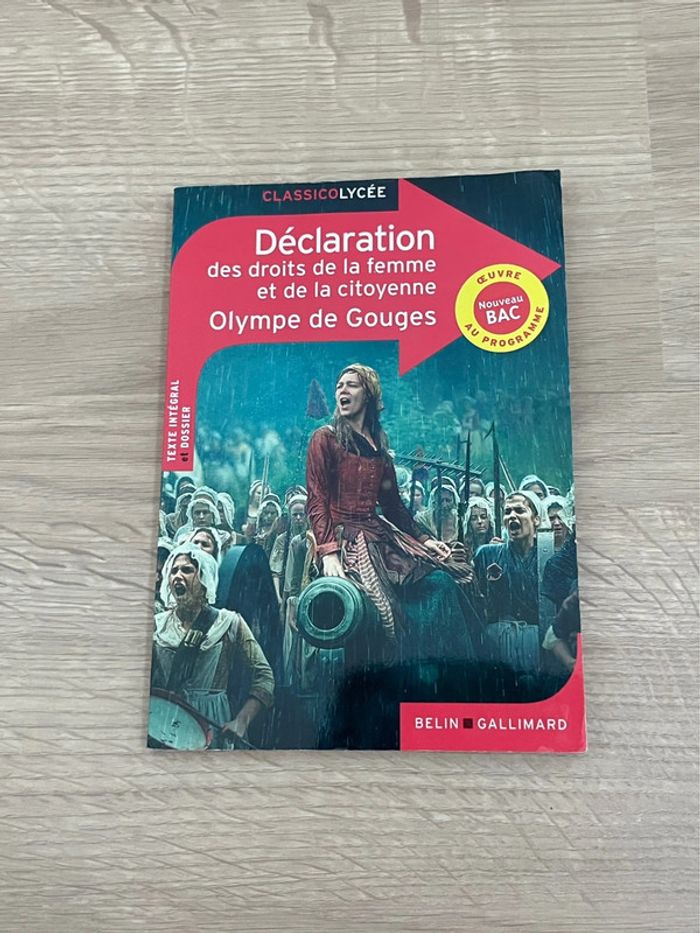 CLASSICOLYCÉE
Déclaration
des droits de la femme
et de la citoyenne
Olympe de Gouges
ŒUVRE
Nouveau
BAC
AU PROGRAMME
TEXTE INTÉGRAL
et DOSSIER
BELIN ■ GALLIMARD